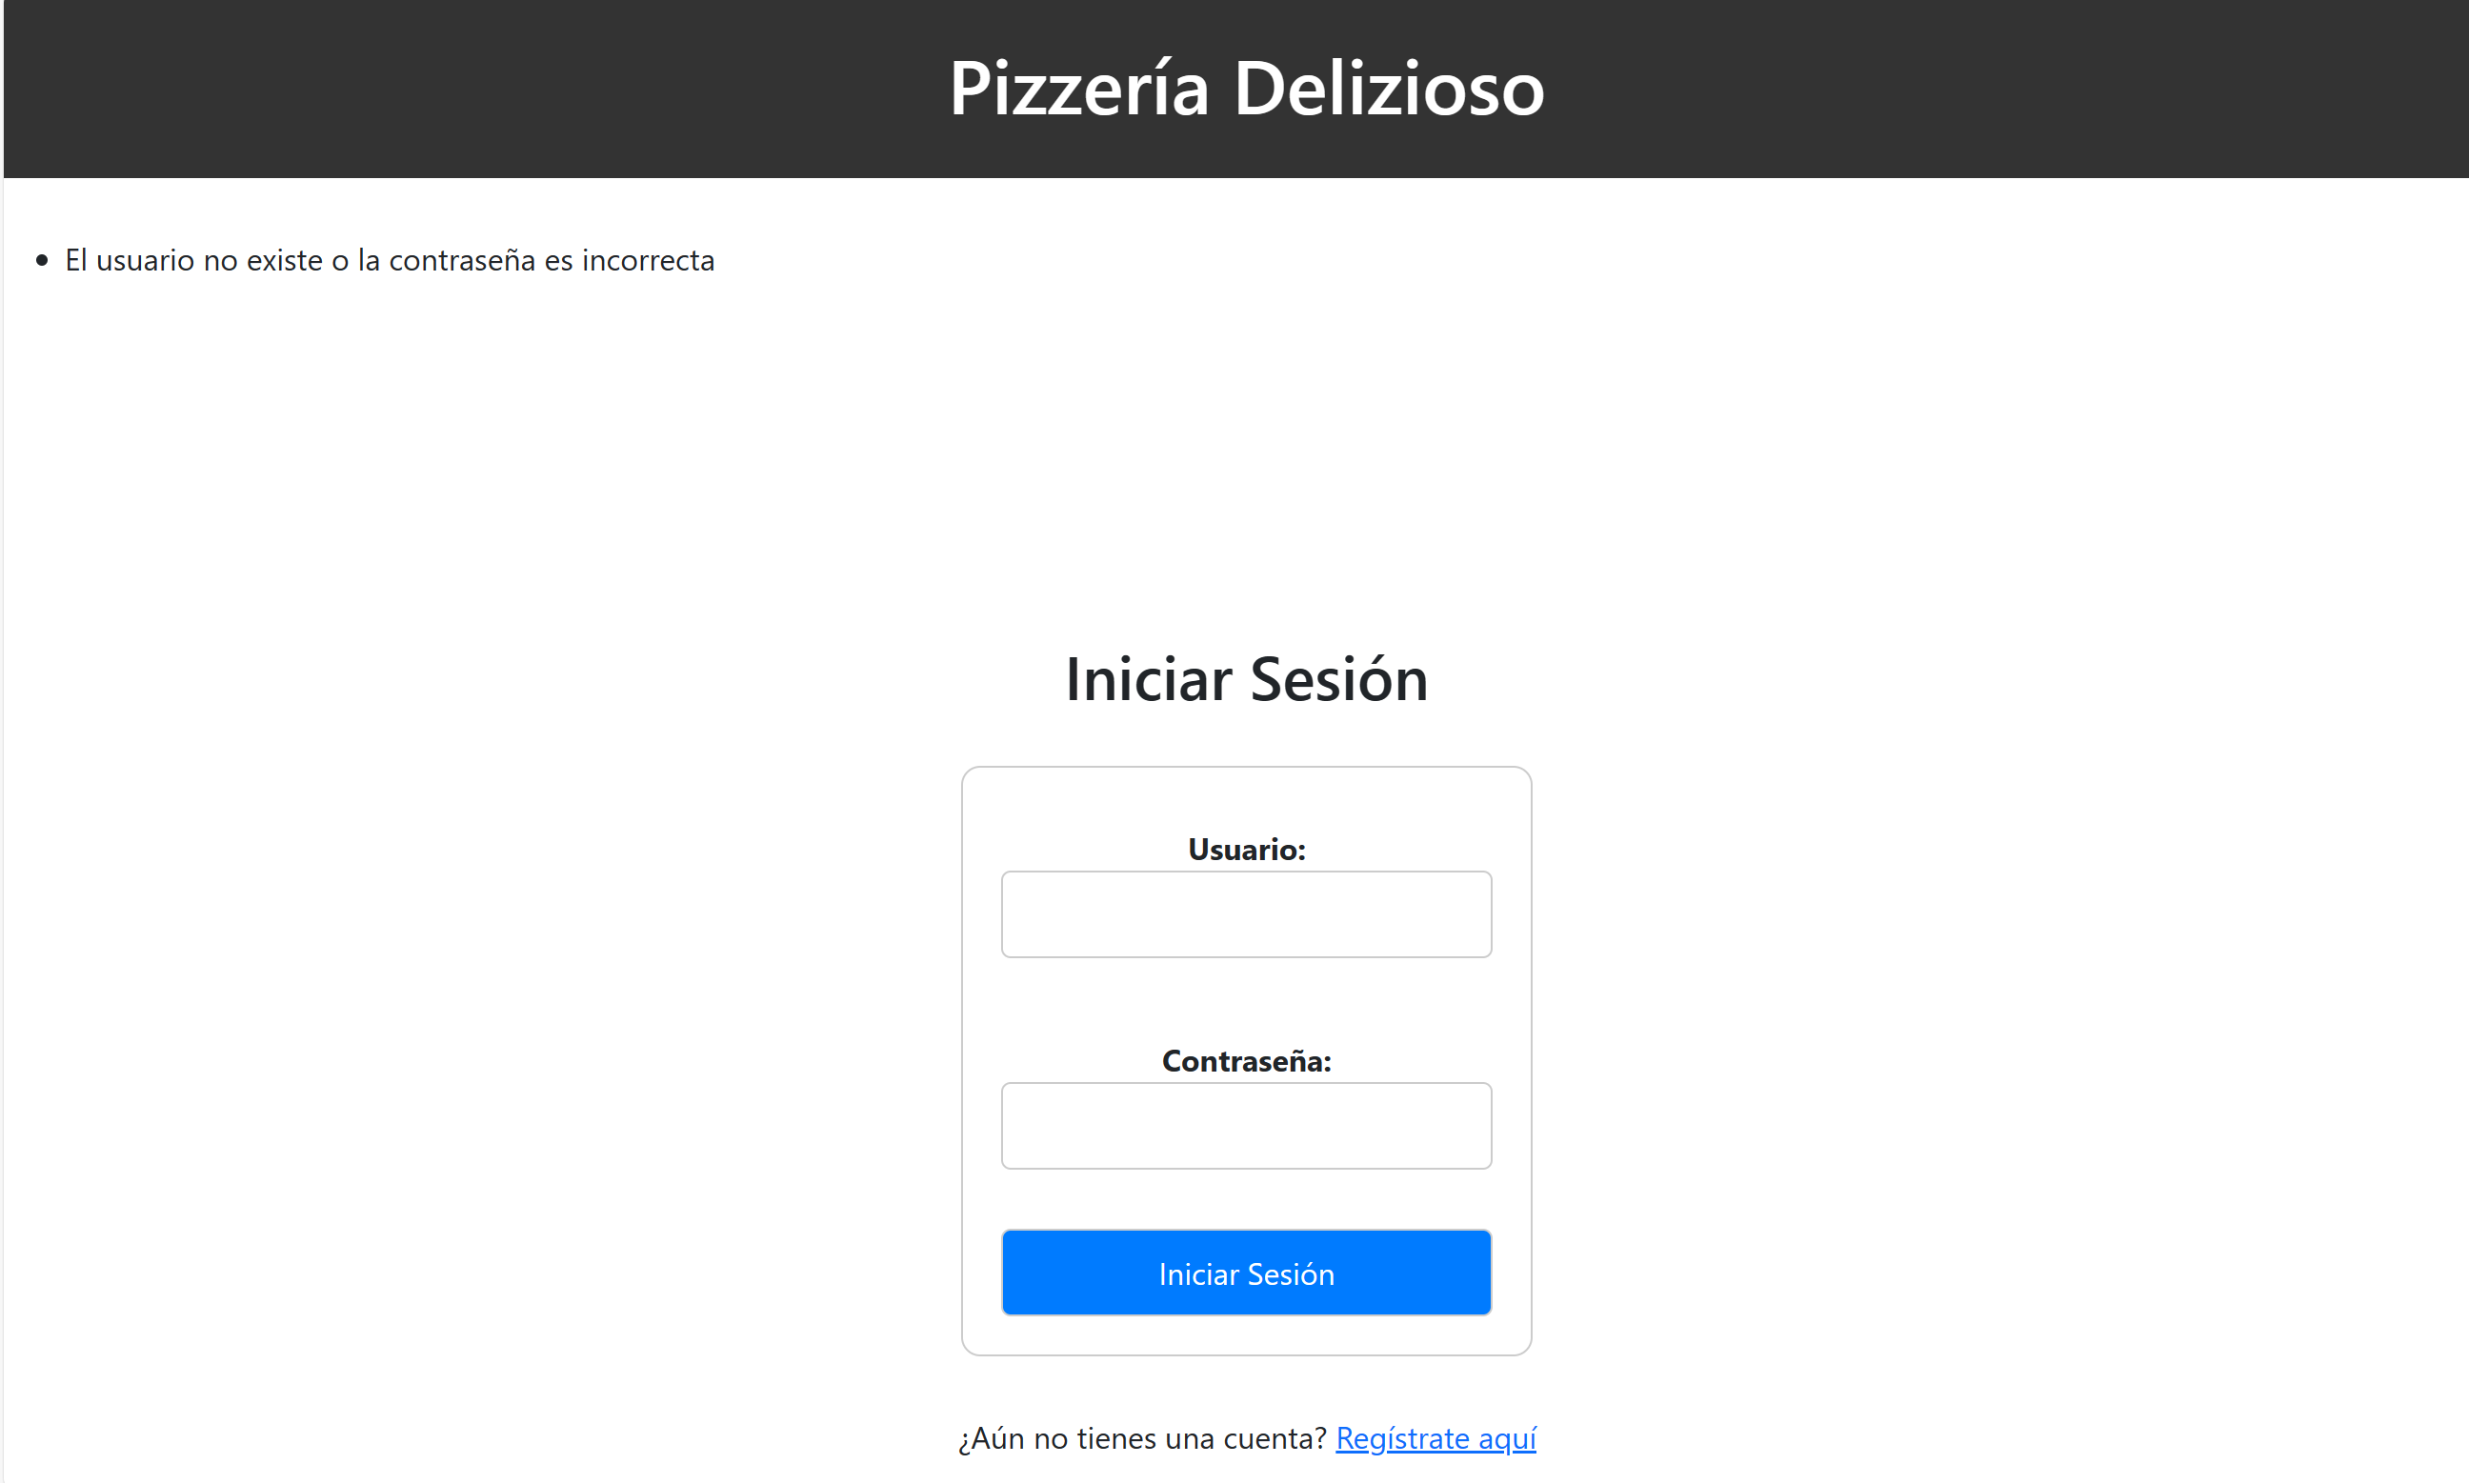 Pizzería Delizioso
• El usuario no existe o la contraseña es incorrecta
Iniciar Sesión
Usuario:
Contraseña:
Iniciar Sesión
¿Aún no tienes una cuenta? Regístrate aquí